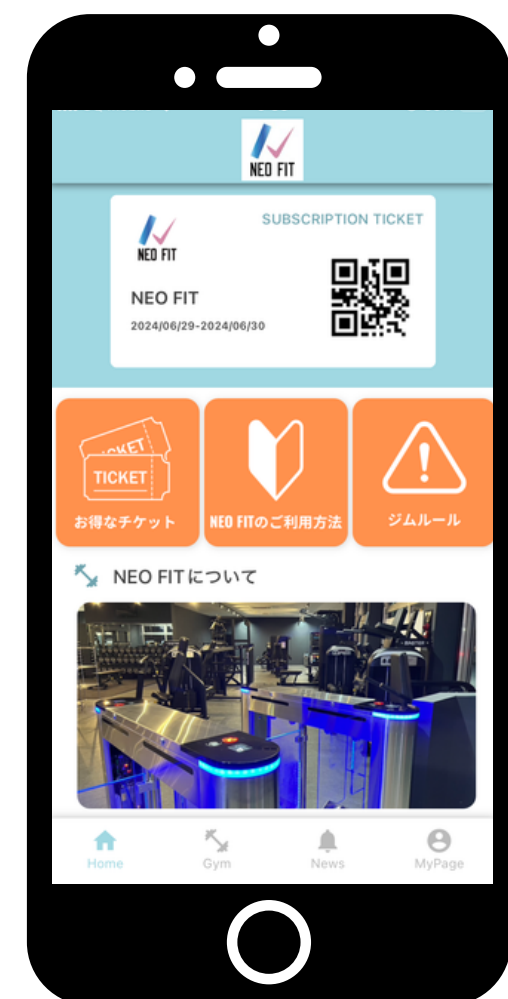 NEO FIT
SUBSCRIPTION TICKET
NEO FIT
NEO FIT
2024/06/29-2024/06/30
TICKET
TICKET
お得なチケット
NEO FITのご利用方法
ジムルール
NEO FITについて
Home
Gym
News
MyPage